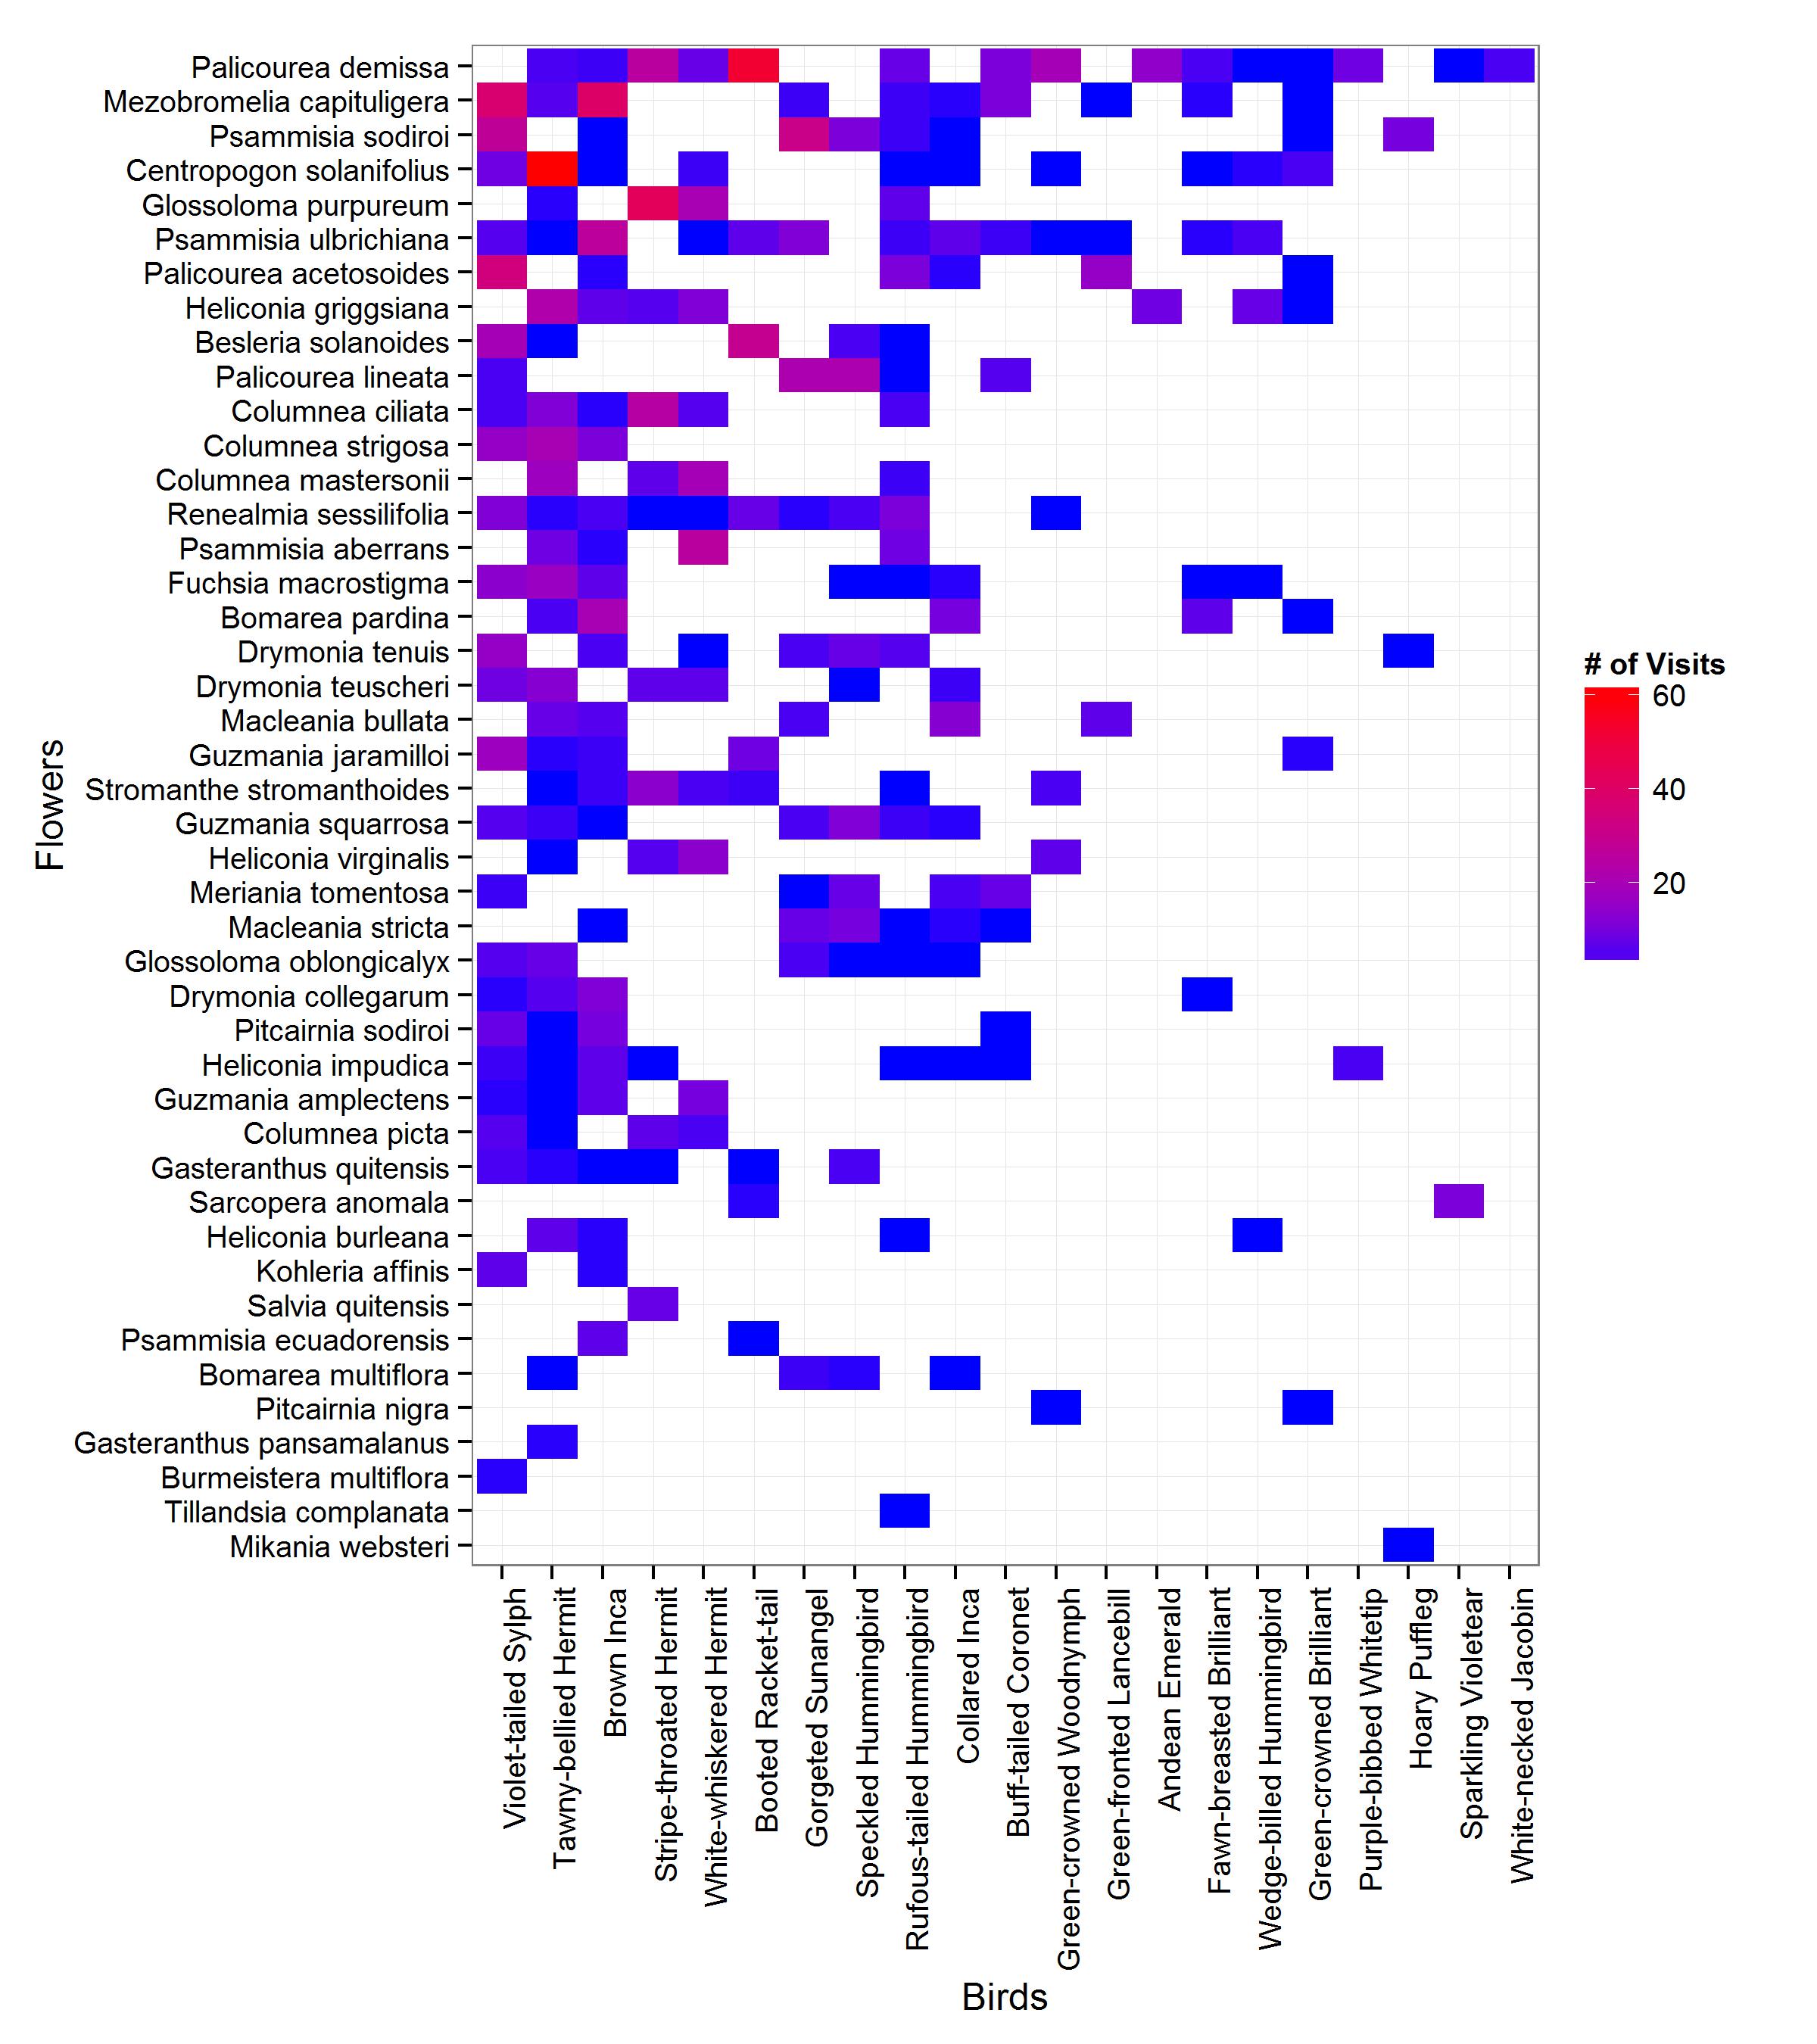 Palicourea demissa
Mezobromelia capituligera
Psammisia sodiroi
Centropogon solanifolius
Glossoloma purpureum
Psammisia ulbrichiana
Palicourea acetosoides
Heliconia griggsiana
Besleria solanoides
Palicourea lineata
Columnea ciliata
Columnea strigosa
Columnea mastersonii
Renealmia sessilifolia
Psammisia aberrans
Fuchsia macrostigma
Bomarea pardina
Drymonia tenuis
Drymonia teuscheri
Macleania bullata
Guzmania jaramilloi
Stromanthe stromanthoides
Guzmania squarrosa
Heliconia virginalis
Meriania tomentosa
Macleania stricta
Glossoloma oblongicalyx
Drymonia collegarum
Pitcairnia sodiroi
Heliconia impudica
Guzmania amplectens
Columnea picta
Gasteranthus quitensis
Sarcopera anomala
Heliconia burleana
Kohleria affinis
Salvia quitensis
Psammisia ecuadorensis
Bomarea multiflora
Pitcairnia nigra
Gasteranthus pansamalanus
Burmeistera multiflora
Tillandsia complanata
Mikania websteri
Flowers
Violet-tailed Sylph
Tawny-bellied Hermit
Brown Inca
Stripe-throated Hermit
White-whiskered Hermit
Booted Racket-tail
Gorgeted Sunangel
Speckled Hummingbird
Rufous-tailed Hummingbird
Collared Inca
Buff-tailed Coronet
Green-crowned Woodnymph
Green-fronted Lancebill
Andean Emerald
Fawn-breasted Brilliant
Wedge-billed Hummingbird
Green-crowned Brilliant
Purple-bibbed Whitetip
Hoary Puffleg
Sparkling Violetear
White-necked Jacobin
Birds
# of Visits
60
40
20